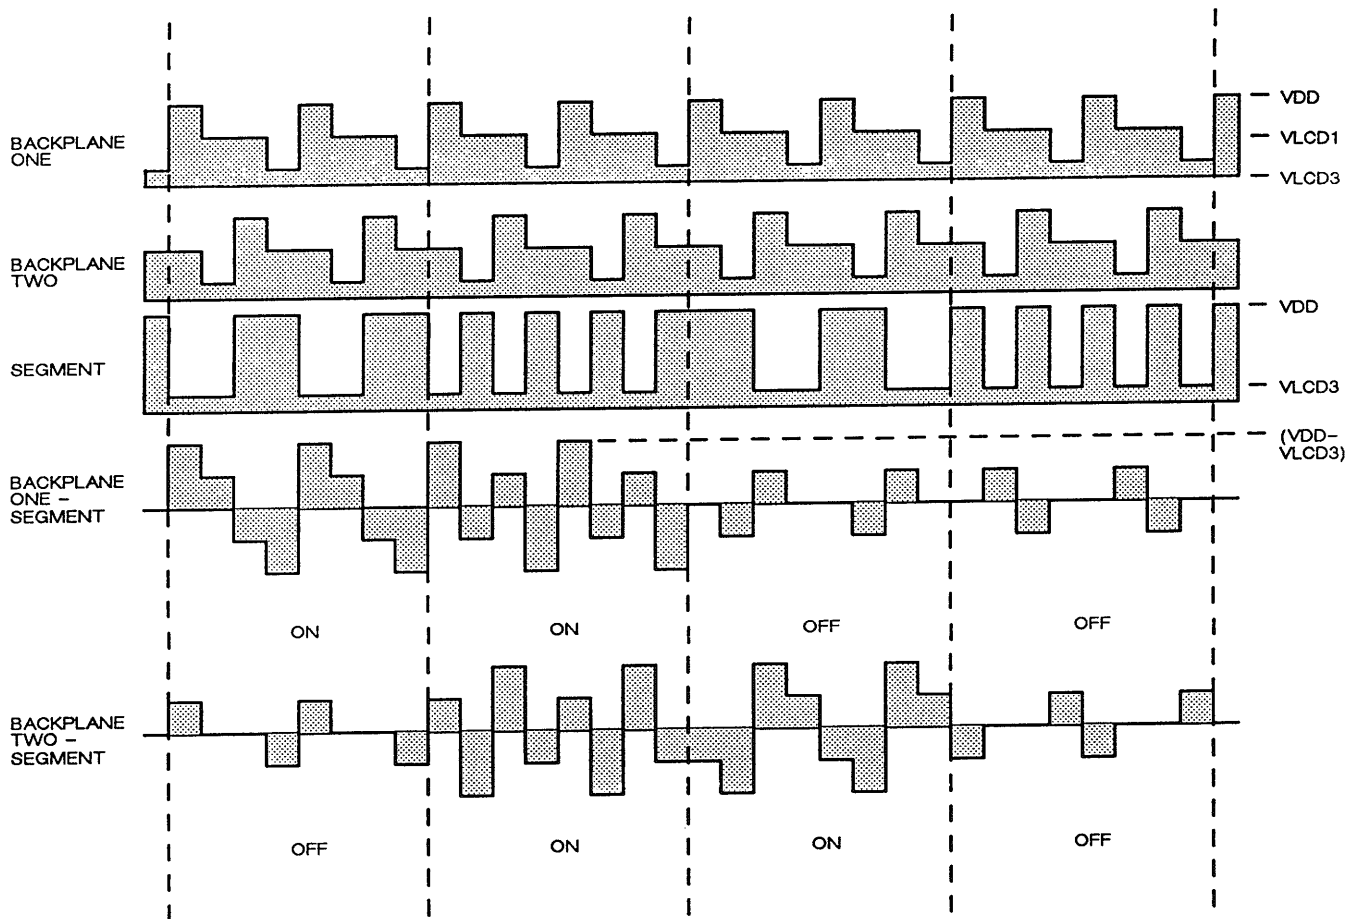 VDD
BACKPLANE
ONE
VLCD1
VLCD3
BACKPLANE
TWO
VDD
SEGMENT
VLCD3
(VDD–
VLCD3)
BACKPLANE
ONE –
SEGMENT
ON
ON
OFF
OFF
BACKPLANE
TWO –
SEGMENT
OFF
ON
ON
OFF